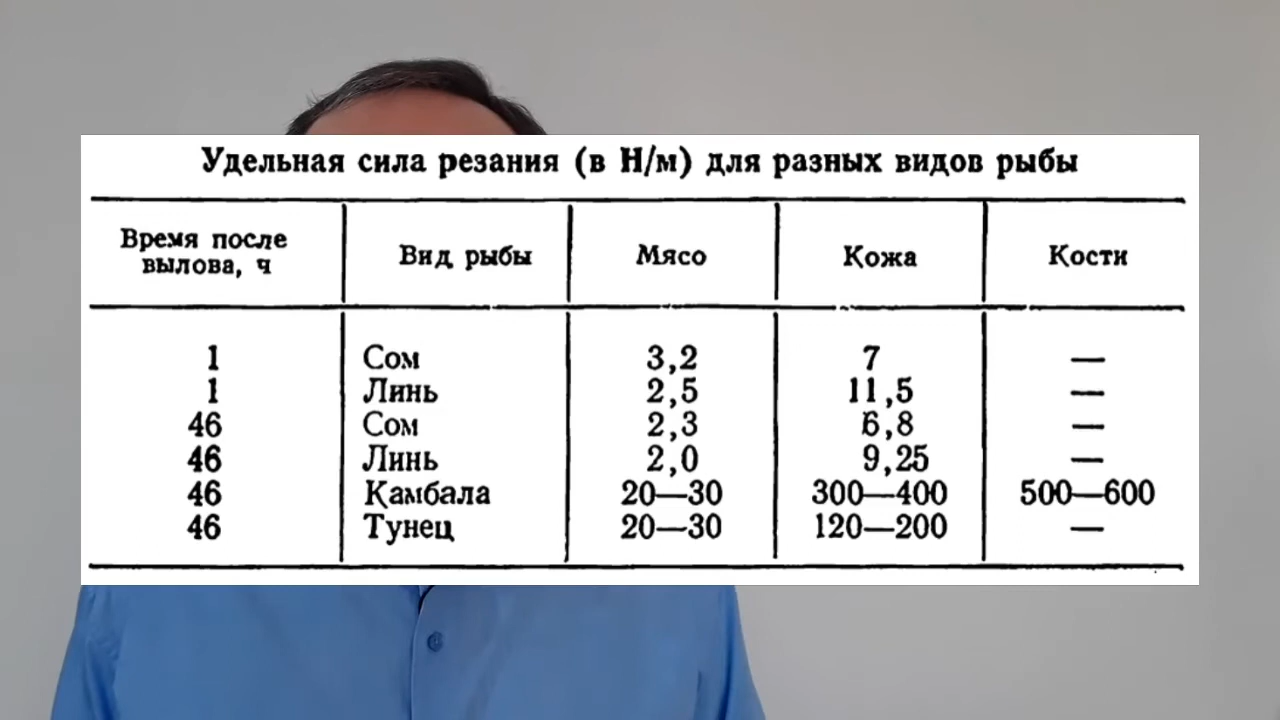 Удельная сила резания (в Н/м) для разных видов рыбы
Время после вылова, ч Вид рыбы Мясо Кожа Кости
1 Сом 3,2 7 —
1 Линь 2,5 11,5 —
46 Сом 2,3 6,8 —
46 Линь 2,0 9,25 —
46 Камбала 20—30 300—400 500—600
46 Тунец 20—30 120—200 —